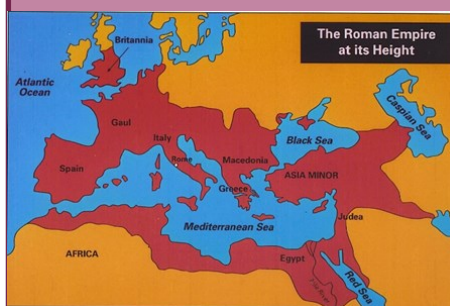 The Roman Empire
at its Height
Britannia
Atlantic
Ocean
Caspian Sea
Gaul
Italy
Black Sea
Rome
Macedonia
Spain
ASIA MINOR
Greece
Mediterranean Sea
Judea
AFRICA
Egypt
Red Sea